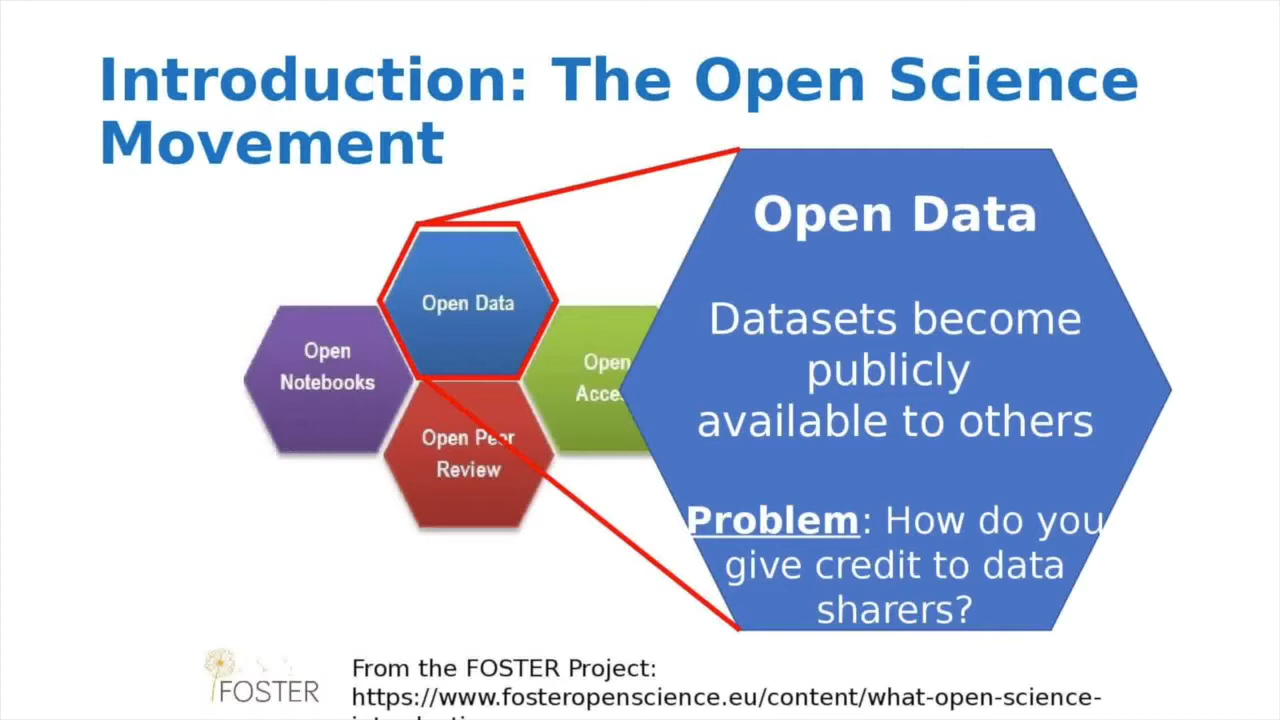 Introduction: The Open Science
Movement
Open Data
Datasets become
publicly
available to others
Problem: How do you
give credit to data
sharers?
Open Data
Open
Notebooks
Open
Open Peer
Review
FOSTER
From the FOSTER Project:
https://www.fosteropenscience.eu/content/what-open-science-